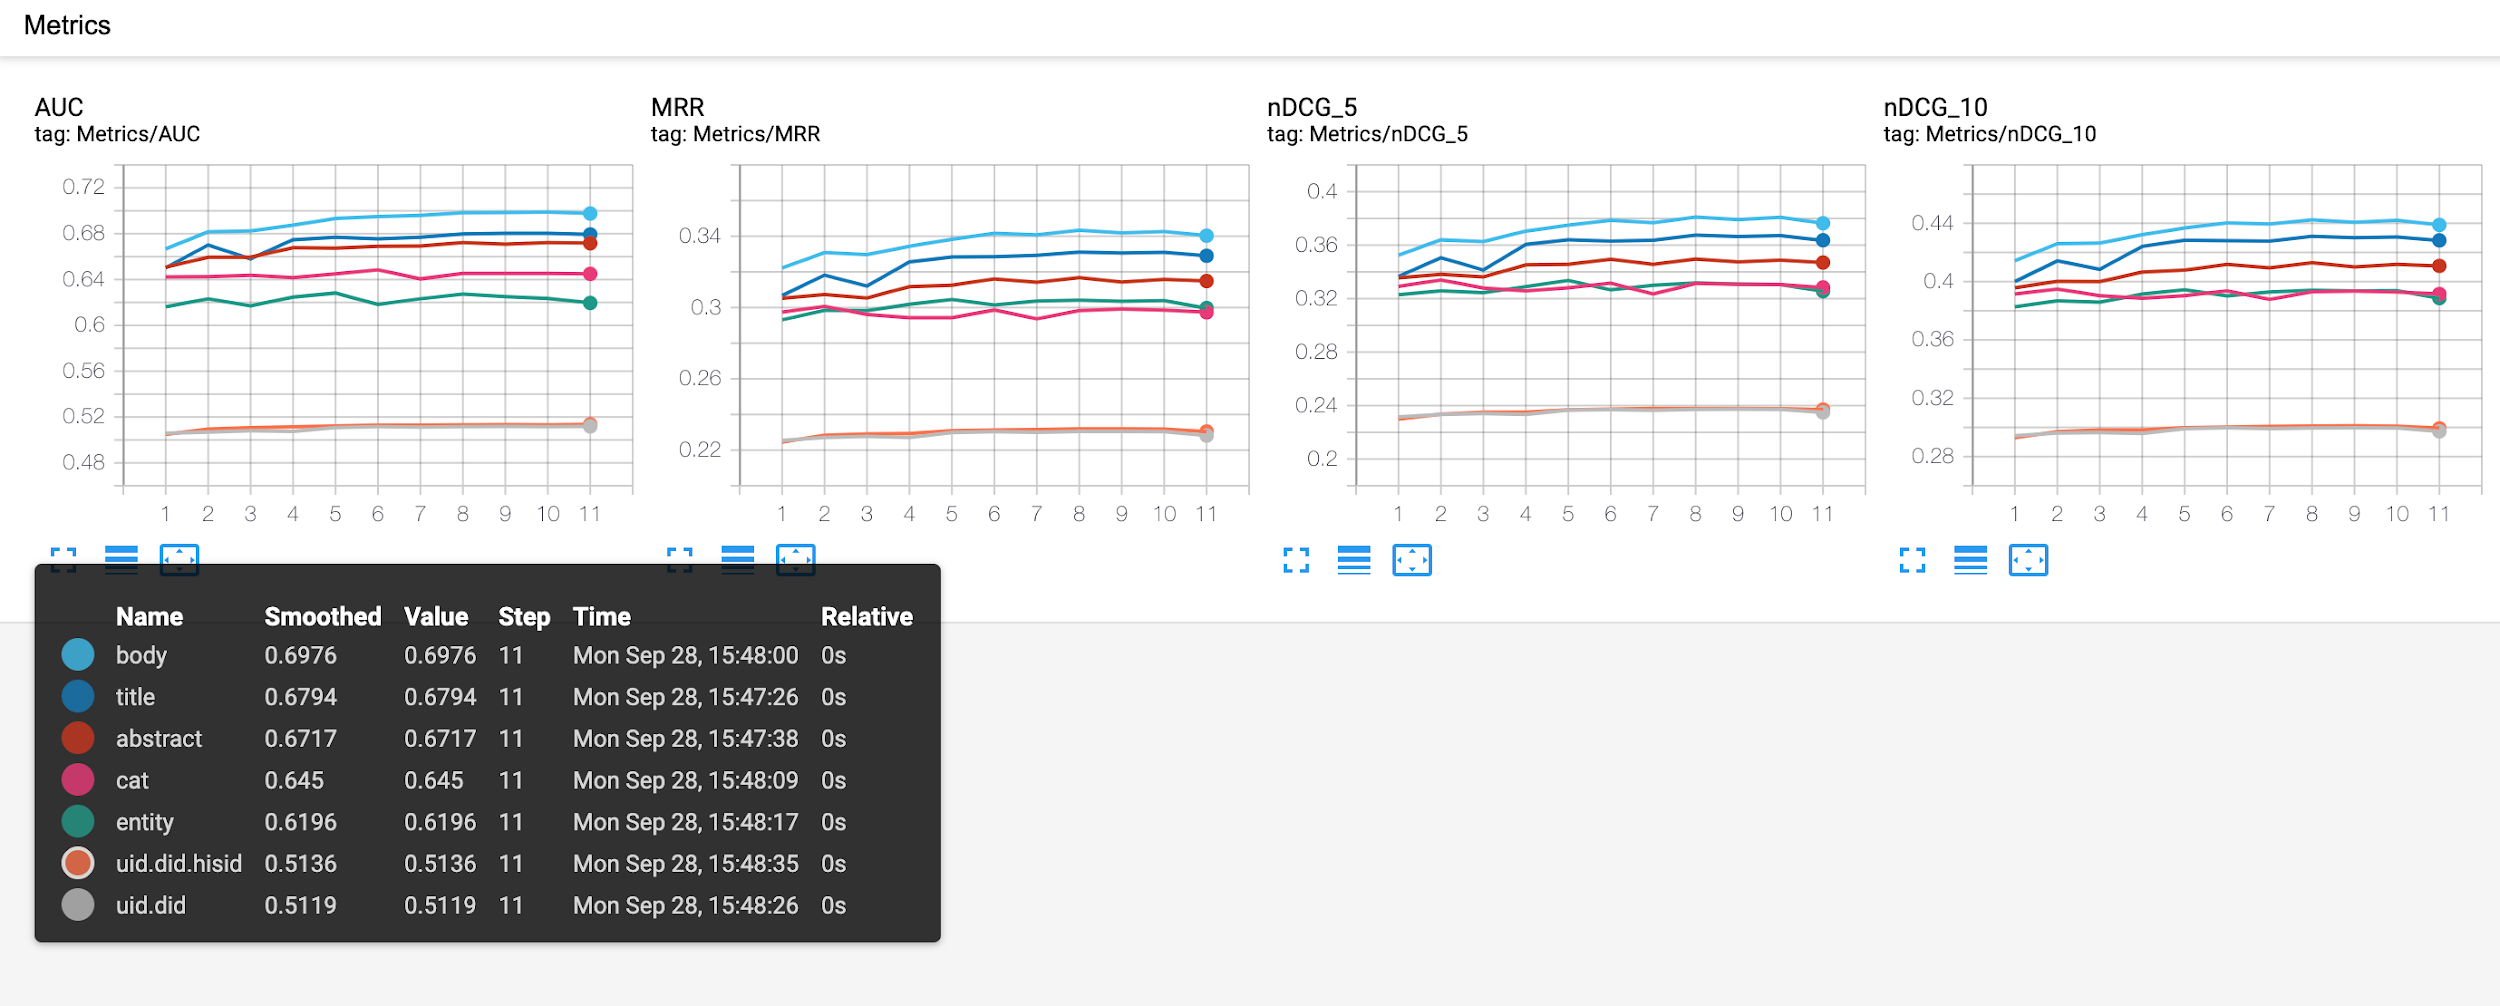 Metrics
AUC
tag: Metrics/AUC
0.72
0.68
0.64
0.6
0.56
0.52
0.48
1 2 3 4 5 6 7 8 9 10 11
MRR
tag: Metrics/MRR
0.34
0.3
0.26
0.22
1 2 3 4 5 6 7 8 9 10 11
nDCG_5
tag: Metrics/nDCG_5
0.4
0.36
0.32
0.28
0.24
0.2
1 2 3 4 5 6 7 8 9 10 11
nDCG_10
tag: Metrics/nDCG_10
0.44
0.4
0.36
0.32
0.28
1 2 3 4 5 6 7 8 9 10 11
Name Smoothed Value Step Time Relative
body 0.6976 0.6976 11 Mon Sep 28, 15:48:00 0s
title 0.6794 0.6794 11 Mon Sep 28, 15:47:26 0s
abstract 0.6717 0.6717 11 Mon Sep 28, 15:47:38 0s
cat 0.645 0.645 11 Mon Sep 28, 15:48:09 0s
entity 0.6196 0.6196 11 Mon Sep 28, 15:48:17 0s
uid.did.hisid 0.5136 0.5136 11 Mon Sep 28, 15:48:35 0s
uid.did 0.5119 0.5119 11 Mon Sep 28, 15:48:26 0s